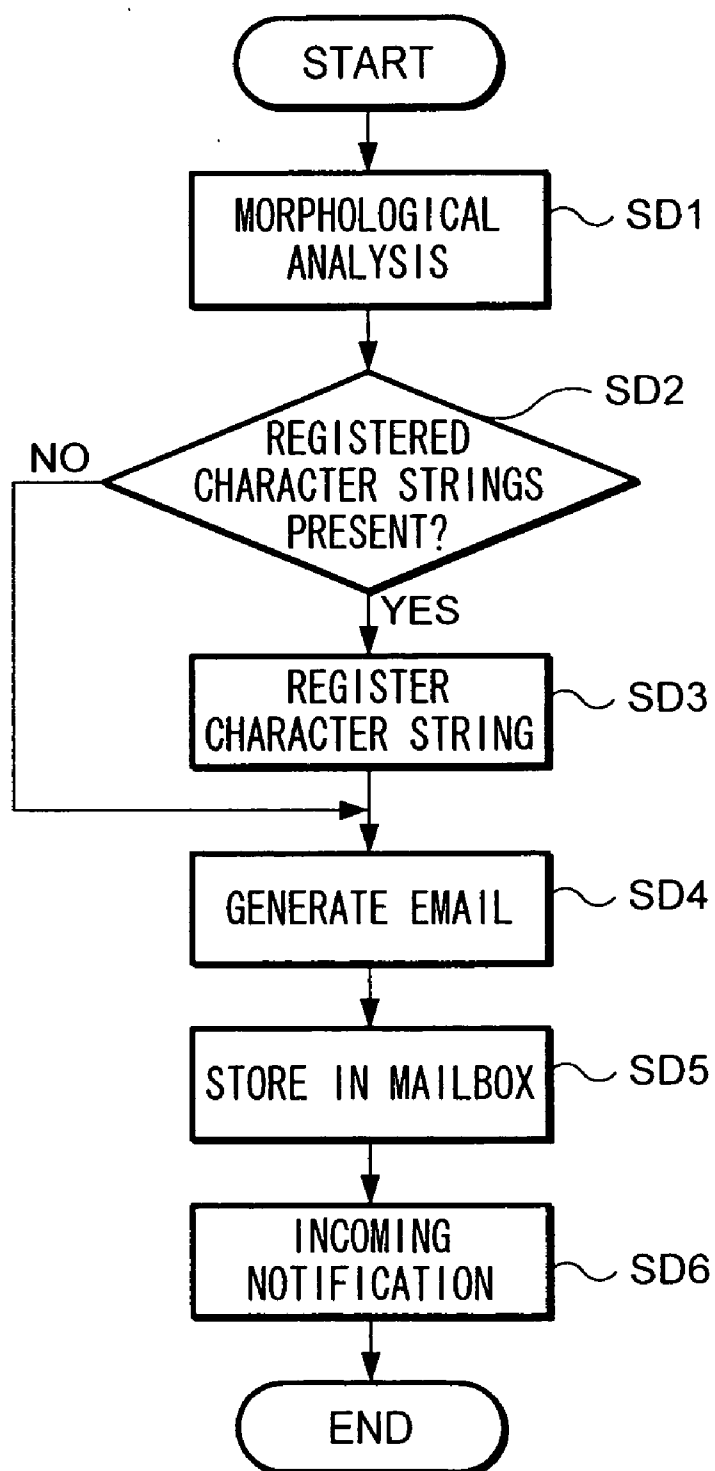 START
MORPHOLOGICAL
ANALYSIS
SD1
SD2
REGISTERED
CHARACTER STRINGS
PRESENT?
NO
YES
REGISTER
CHARACTER STRING
SD3
GENERATE EMAIL
SD4
STORE IN MAILBOX
SD5
INCOMING
NOTIFICATION
SD6
END